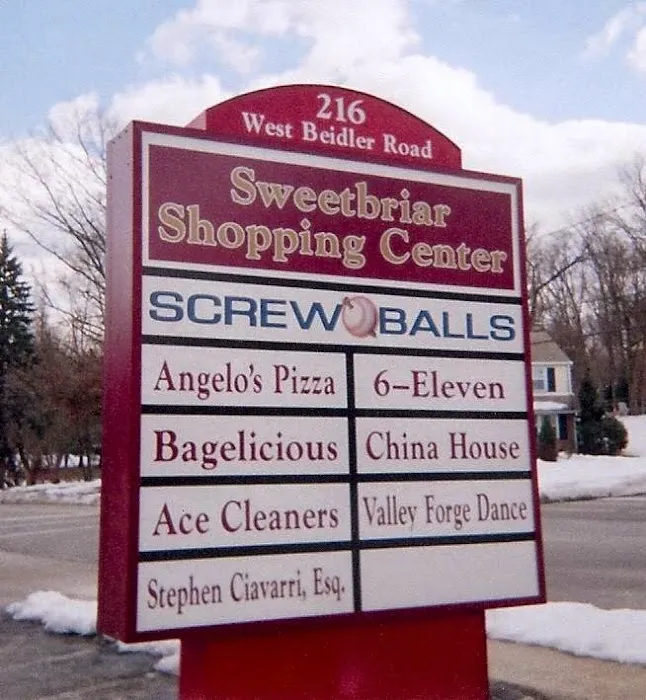 216
West Beidler Road
Sweetbriar
Shopping Center
SCREWBALLS
Angelo's Pizza
6-Eleven
Bagelicious
China House
Ace Cleaners
Valley Forge Dance
Stephen Ciavarri, Esq.